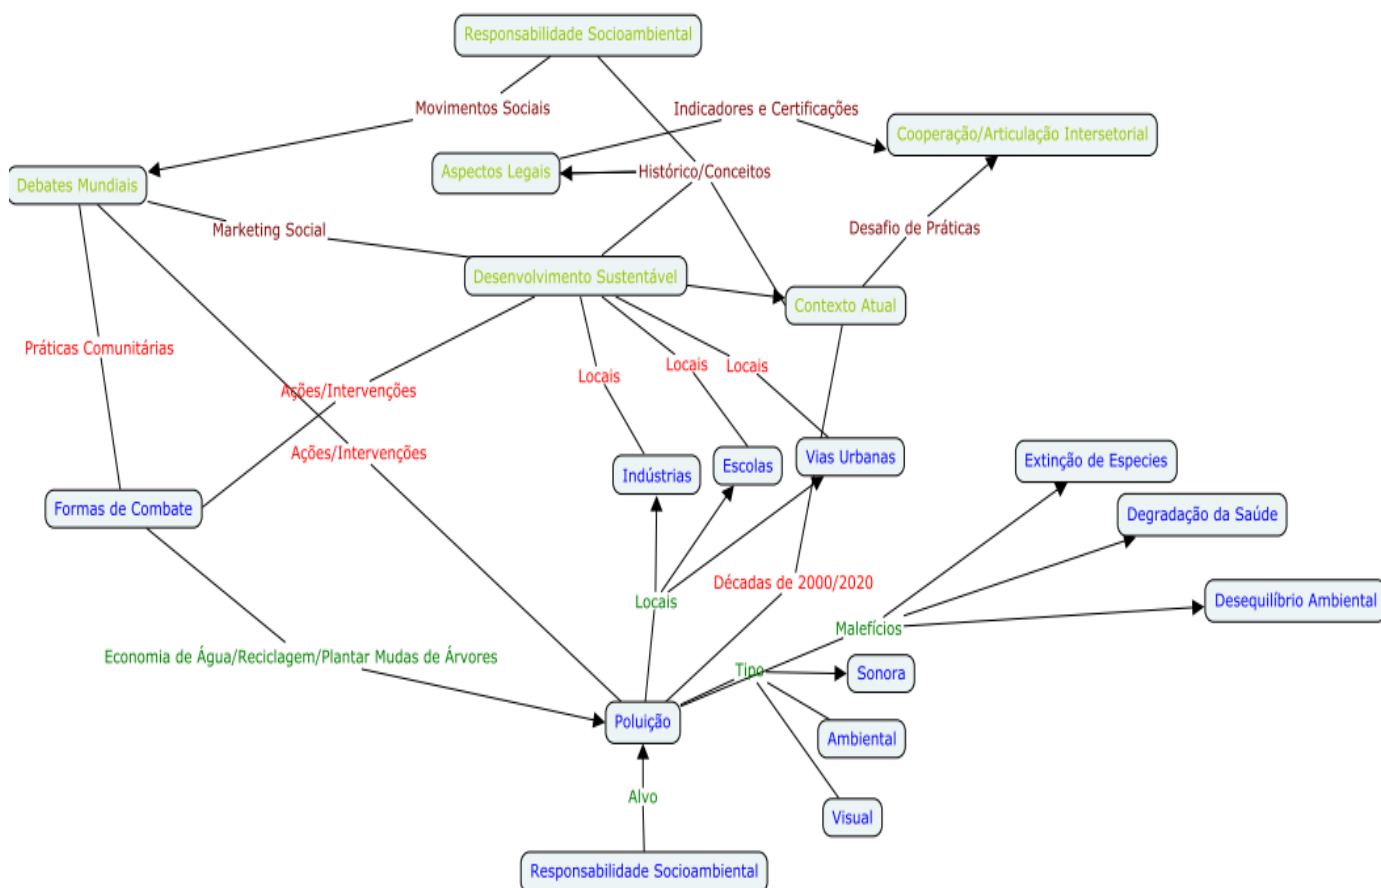 Responsabilidade Socioambiental
Movimentos Sociais
Indicadores e Certificações
Cooperação/Articulação Intersetorial
Aspectos Legais
Histórico/Conceitos
Debates Mundiais
Marketing Social
Desafio de Práticas
Desenvolvimento Sustentável
Contexto Atual
Práticas Comunitárias
Ações/Intervenções
Locais
Locais
Locais
Ações/Intervenções
Indústrias
Escolas
Vias Urbanas
Extinção de Especies
Formas de Combate
Degradação da Saúde
Décadas de 2000/2020
Locais
Desequilíbrio Ambiental
Malefícios
Economia de Água/Reciclagem/Plantar Mudas de Árvores
Tipo
Sonora
Poluição
Ambiental
Alvo
Visual
Responsabilidade Socioambiental